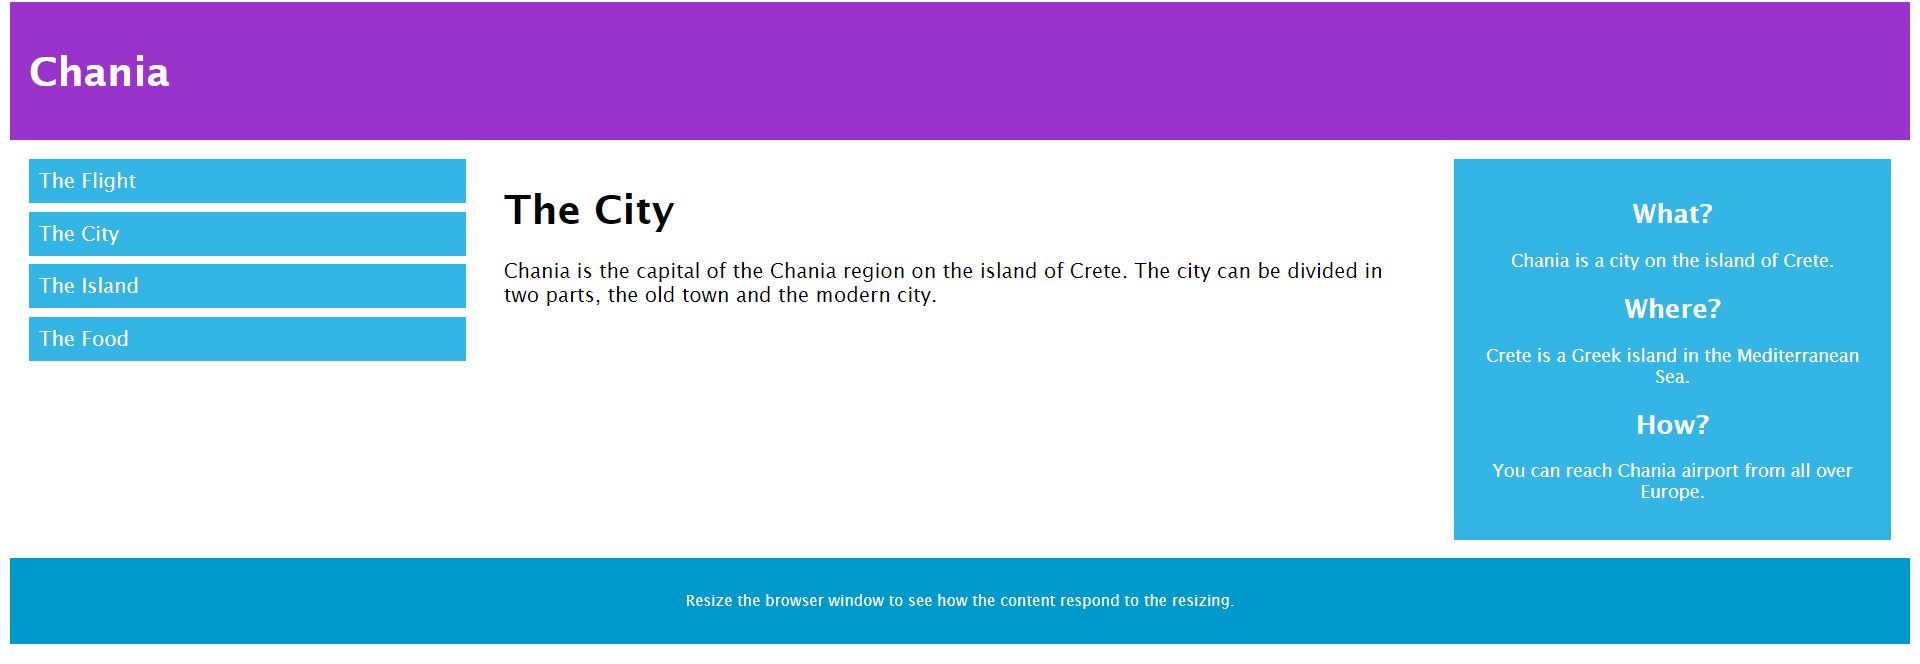 Chania
The Flight
The City
The Island
The Food
The City
Chania is the capital of the Chania region on the island of Crete. The city can be divided in
two parts, the old town and the modern city.
What?
Chania is a city on the island of Crete.
Where?
Crete is a Greek island in the Mediterranean
Sea.
How?
You can reach Chania airport from all over
Europe.
Resize the browser window to see how the content respond to the resizing.